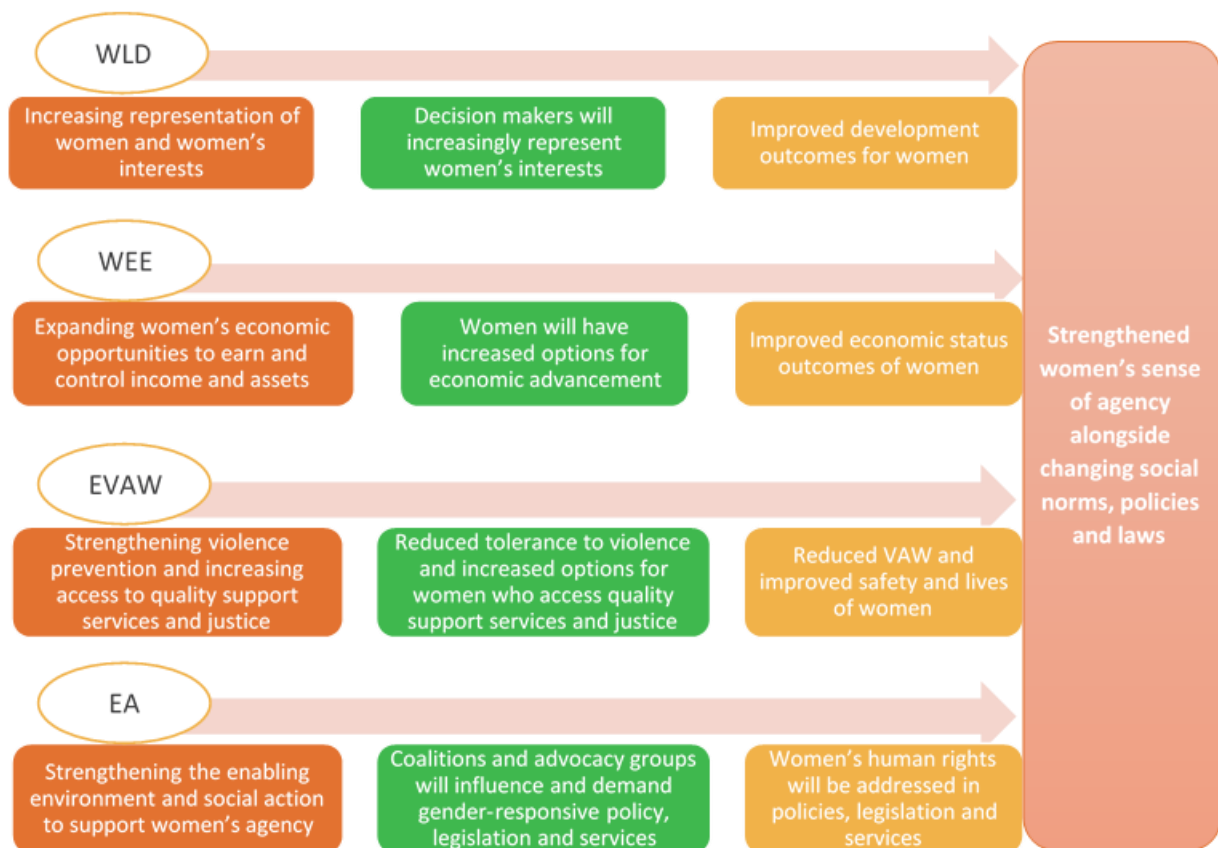 WLD
Increasing representation of
women and women's
interests
Decision makers will
increasingly represent
women's interests
Improved development
outcomes for women
WEE
Expanding women's economic
opportunities to earn and
control income and assets
Women will have
increased options for
economic advancement
Improved economic status
outcomes of women
EVAW
Strengthening violence
prevention and increasing
access to quality support
services and justice
Reduced tolerance to violence
and increased options for
women who access quality
support services and justice
Reduced VAW and
improved safety and lives
of women
EA
Strengthening the enabling
environment and social action
to support women's agency
Coalitions and advocacy groups
will influence and demand
gender-responsive policy,
legislation and services
Women's human rights
will be addressed in
policies, legislation and
services
Strengthened
women's sense
of agency
alongside
changing social
norms, policies
and laws